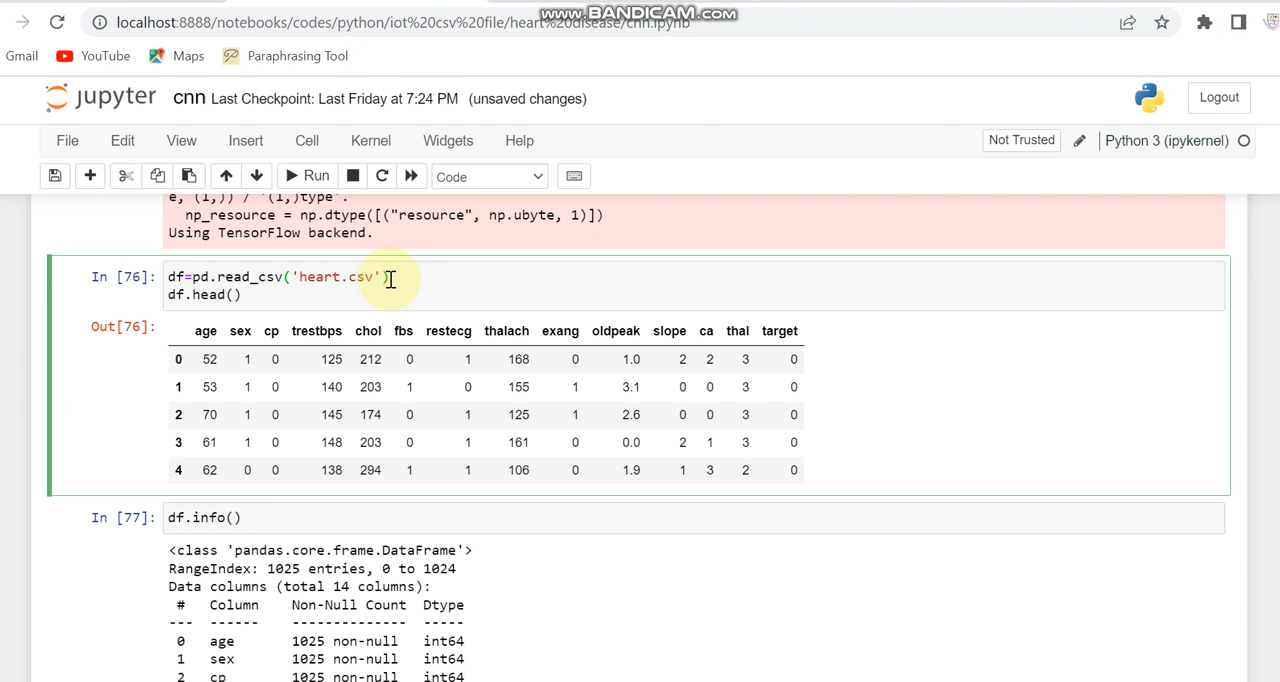 www.BANDICAM.com
localhost:8888/notebooks/codes/python/iot%20csv%20file/heart%20disease/cnn.ipynb
Gmail YouTube Maps Paraphrasing Tool
jupyter cnn Last Checkpoint: Last Friday at 7:24 PM (unsaved changes) Logout
File Edit View Insert Cell Kernel Widgets Help Not Trusted Python 3 (ipykernel)
Run Code
e, (1,)) / '(1,)type'.
np_resource = np.dtype([("resource", np.ubyte, 1)])
Using TensorFlow backend.
In [76]: df=pd.read_csv('heart.csv')
df.head()
Out[76]:
age sex cp trestbps chol fbs restecg thalach exang oldpeak slope ca thal target
0 52 1 0 125 212 0 1 168 0 1.0 2 2 3 0
1 53 1 0 140 203 1 0 155 1 3.1 0 0 3 0
2 70 1 0 145 174 0 1 125 1 2.6 0 0 3 0
3 61 1 0 148 203 0 1 161 0 0.0 2 1 3 0
4 62 0 0 138 294 1 1 106 0 1.9 1 3 2 0
In [77]: df.info()
<class 'pandas.core.frame.DataFrame'>
RangeIndex: 1025 entries, 0 to 1024
Data columns (total 14 columns):
# Column Non-Null Count Dtype
--- ------ -------------- -----
0 age 1025 non-null int64
1 sex 1025 non-null int64
2 cp 1025 non-null int64